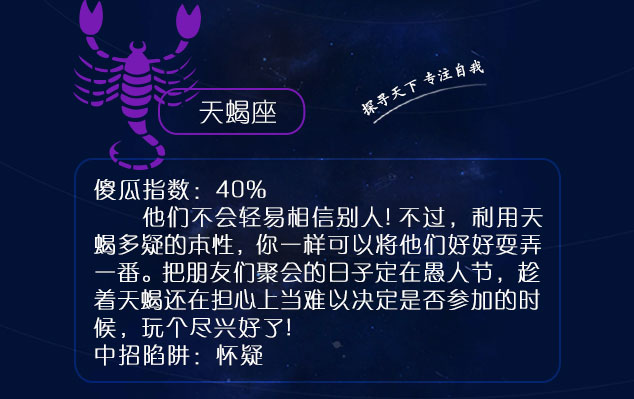 探寻天下 专注自我
天蝎座
傻瓜指数：40%
他们不会轻易相信别人！不过，利用天
蝎多疑的本性，你一样可以将他们好好耍弄
一番。把朋友们聚会的日子定在愚人节，趁
着天蝎还在担心上当难以决定是否参加的时
候，玩个尽兴好了！
中招陷阱：怀疑